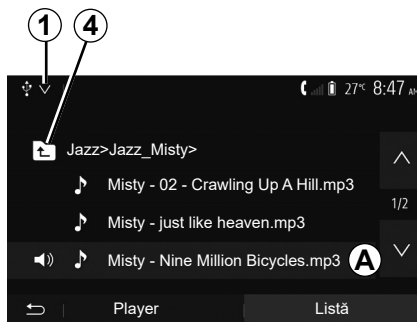 1 4
27°C 8:47 AM
Jazz>Jazz_Misty>
Misty - 02 - Crawling Up A Hill.mp3
1/2
Misty - just like heaven.mp3
Misty - Nine Million Bicycles.mp3 A
Player Listă